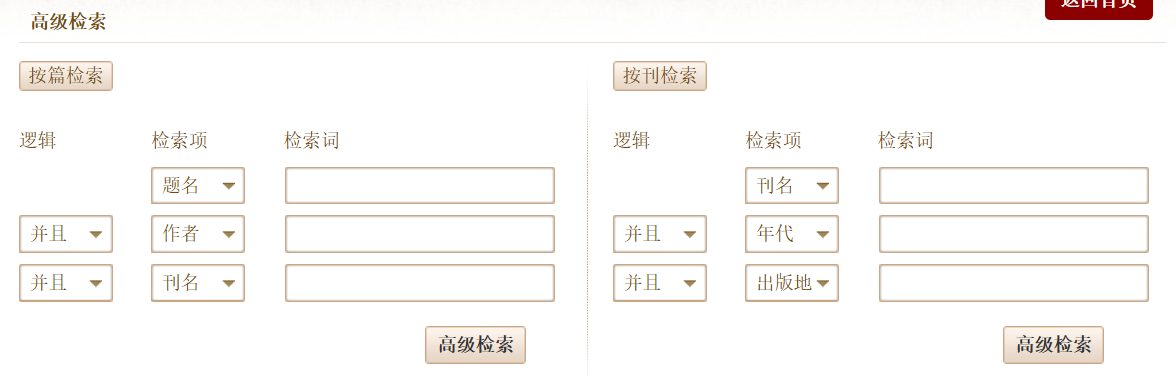 返回首页
高级检索
按篇检索
逻辑 检索项 检索词
题名
并且 作者
并且 刊名
高级检索
按刊检索
逻辑 检索项 检索词
刊名
并且 年代
并且 出版地
高级检索